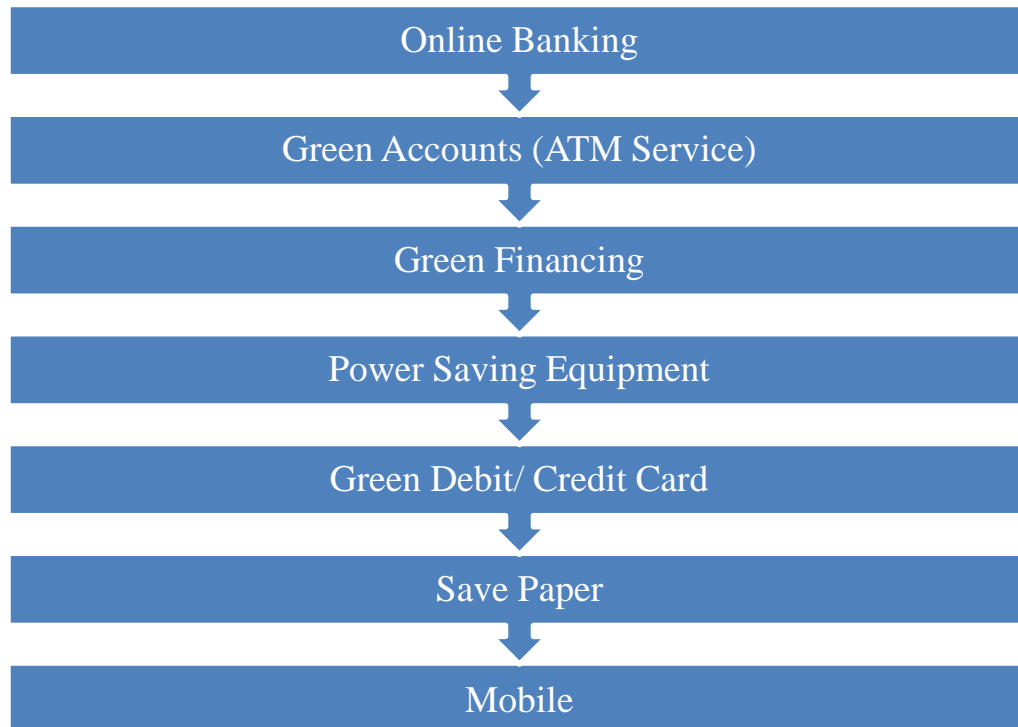 Online Banking
Green Accounts (ATM Service)
Green Financing
Power Saving Equipment
Green Debit/ Credit Card
Save Paper
Mobile